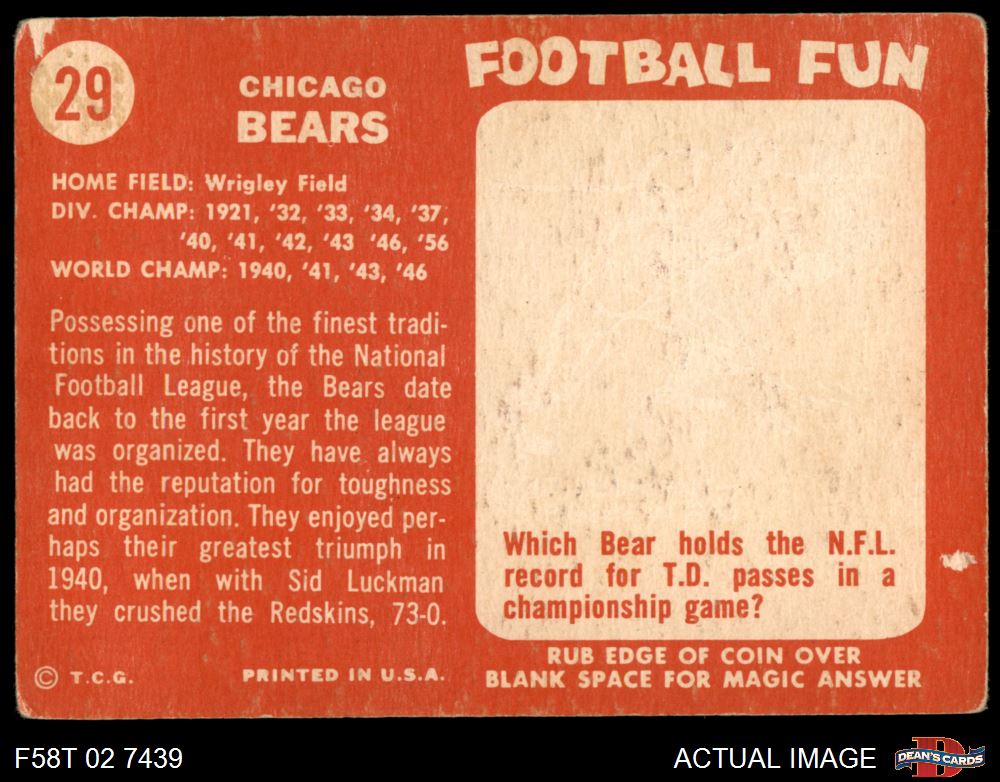 29
CHICAGO
BEARS
HOME FIELD: Wrigley Field
DIV. CHAMP: 1921, '32, '33, '34, '37,
'40, '41, '42, '43 '46, '56
WORLD CHAMP: 1940, '41, '43, '46
Possessing one of the finest tradi-
tions in the history of the National
Football League, the Bears date
back to the first year the league
was organized. They have always
had the reputation for toughness
and organization. They enjoyed per-
haps their greatest triumph in
1940, when with Sid Luckman
they crushed the Redskins, 73-0.
© T.C.G. PRINTED IN U.S.A.
FOOTBALL FUN
Which Bear holds the N.F.L.
record for T.D. passes in a
championship game?
RUB EDGE OF COIN OVER
BLANK SPACE FOR MAGIC ANSWER
F58T 02 7439
ACTUAL IMAGE
DEAN'S CARDS